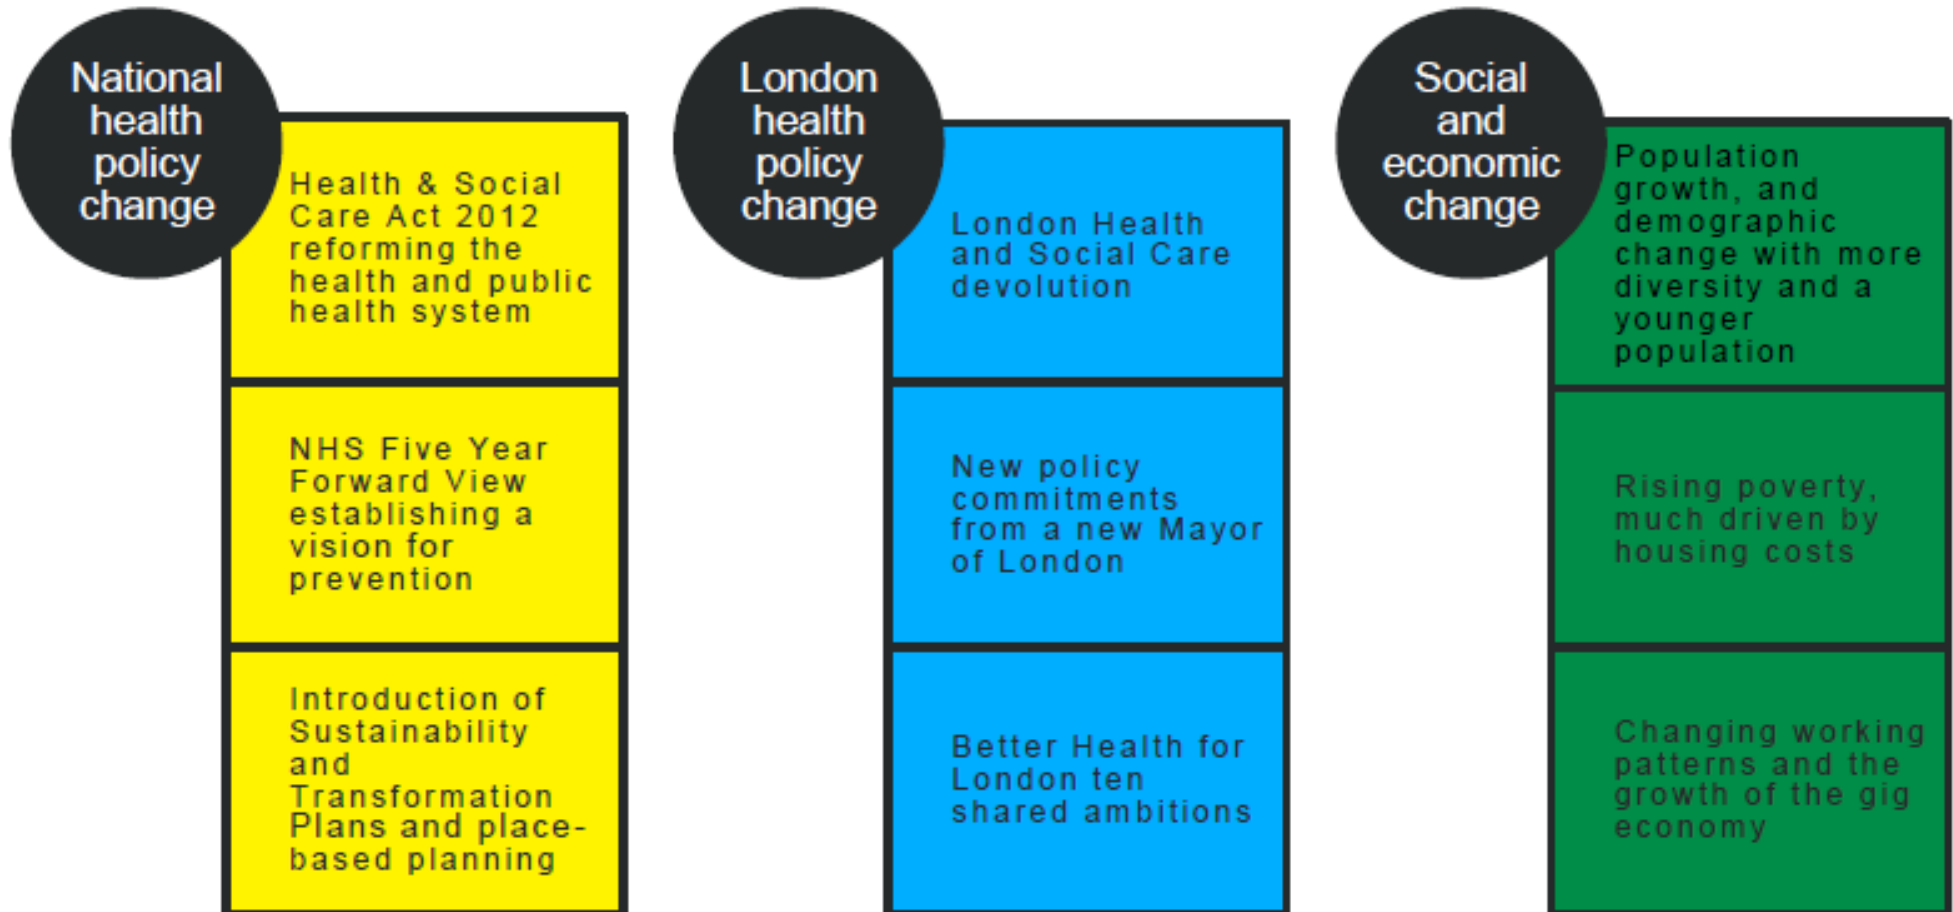 National
health
policy
change
Health & Social
Care Act 2012
reforming the
health and public
health system
NHS Five Year
Forward View
establishing a
vision for
prevention
Introduction of
Sustainability
and
Transformation
Plans and place-
based planning
London
health
policy
change
London Health
and Social Care
devolution
New policy
commitments
from a new Mayor
of London
Better Health for
London ten
shared ambitions
Social
and
economic
change
Population
growth, and
demographic
change with more
diversity and a
younger
population
Rising poverty,
much driven by
housing costs
Changing working
patterns and the
growth of the gig
economy